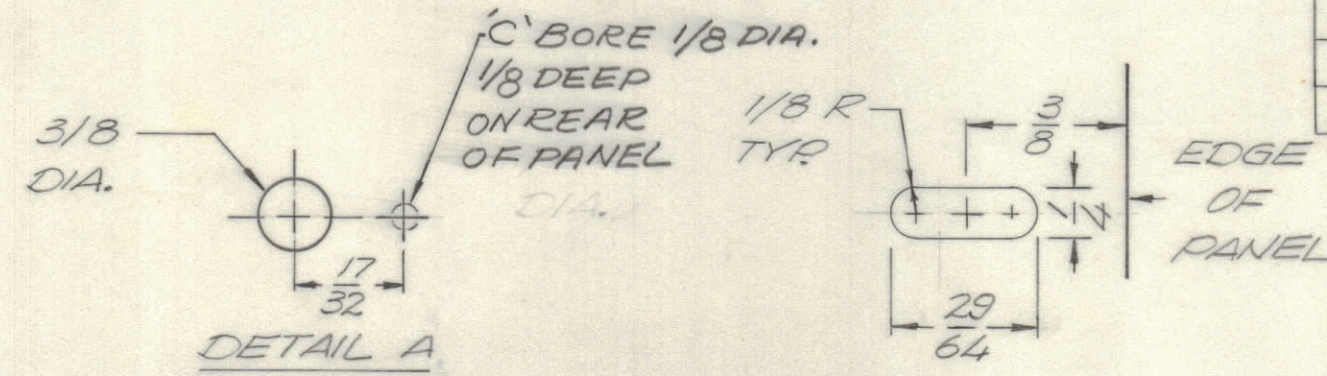 'C' BORE 1/8 DIA.
1/8 DEEP
ON REAR
OF PANEL
3/8
DIA.
17/32
DETAIL A
DIA.
1/8 R
TYP.
3/8
1/4
EDGE
OF
PANEL
29/64